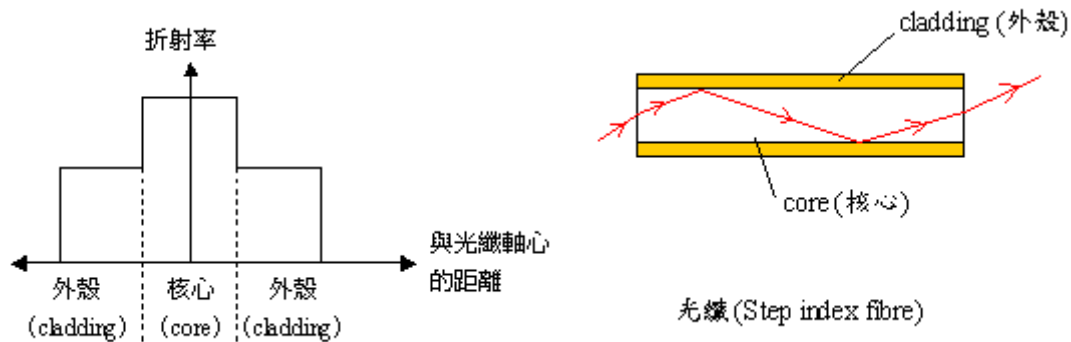 折射率
與光纖軸心
的距離
外殼 核心 外殼
(cladding) (core) (cladding)
cladding (外殼)
core (核心)
光纖 (Step index fibre)